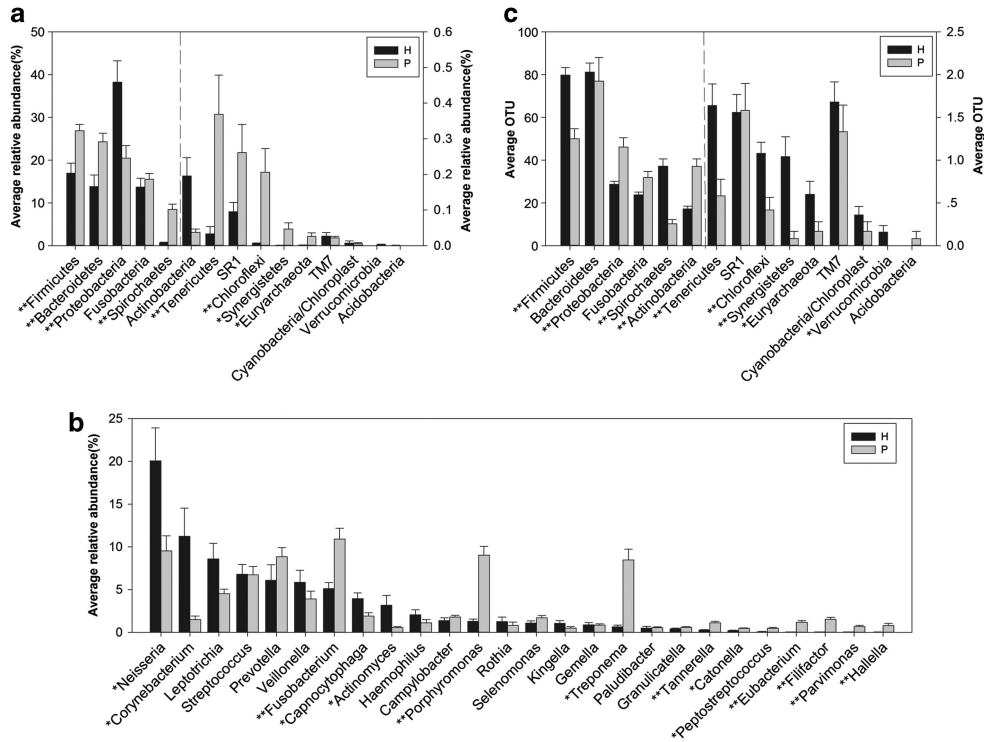 a
50
40
30
20
10
0
Average relative abundance(%)
H
P
0.6
0.5
0.4
0.3
0.2
0.1
0.0
Average relative abundance(%)
**Firmicutes
**Bacteroidetes
**Proteobacteria
Fusobacteria
**Spirochaetes
Actinobacteria
**Tenericutes
SR1
**Chloroflexi
*Synergistetes
*Euryarchaeota
TM7
Cyanobacteria/Chloroplast
Verrucomicrobia
Acidobacteria
c
100
80
60
40
20
0
Average OTU
H
P
2.5
2.0
1.5
1.0
.5
0.0
Average OTU
**Firmicutes
Bacteroidetes
**Proteobacteria
Fusobacteria
**Spirochaetes
**Actinobacteria
**Tenericutes
SR1
**Chloroflexi
**Synergistetes
*Euryarchaeota
TM7
Cyanobacteria/Chloroplast
*Verrucomicrobia
Acidobacteria
b
25
20
15
10
5
0
Average relative abundance(%)
H
P
*Neisseria
*Corynebacterium
Leptotrichia
Streptococcus
Prevotella
Veillonella
**Fusobacterium
*Capnocytophaga
*Actinomyces
Haemophilus
Campylobacter
**Porphyromonas
Rothia
Selenomonas
Kingella
Gemella
*Treponema
Paludibacter
Granulicatella
**Tannerella
*Catonella
*Peptostreptococcus
**Eubacterium
**Filifactor
**Parvimonas
**Hallella